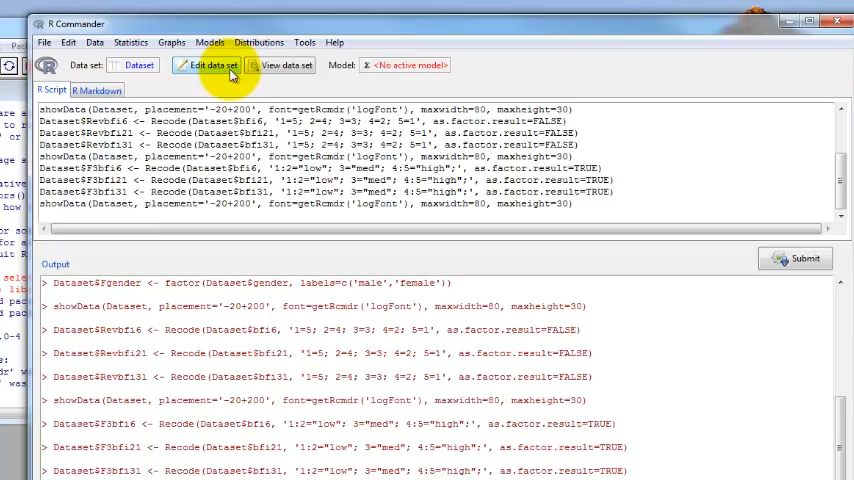 R Commander
File Edit Data Statistics Graphs Models Distributions Tools Help
Data set: Dataset Edit data set View data set Model: Σ <No active model>
R Script R Markdown
showData(Dataset, placement='-20+200', font=getRcmdr('logFont'), maxwidth=80, maxheight=30)
Dataset$Revbfi6 <- Recode(Dataset$bfi6, '1=5; 2=4; 3=3; 4=2; 5=1', as.factor.result=FALSE)
Dataset$Revbfi21 <- Recode(Dataset$bfi21, '1=5; 2=4; 3=3; 4=2; 5=1', as.factor.result=FALSE)
Dataset$Revbfi31 <- Recode(Dataset$bfi31, '1=5; 2=4; 3=3; 4=2; 5=1', as.factor.result=FALSE)
showData(Dataset, placement='-20+200', font=getRcmdr('logFont'), maxwidth=80, maxheight=30)
Dataset$F3bfi6 <- Recode(Dataset$bfi6, '1:2="low"; 3="med"; 4:5="high";', as.factor.result=TRUE)
Dataset$F3bfi21 <- Recode(Dataset$bfi21, '1:2="low"; 3="med"; 4:5="high";', as.factor.result=TRUE)
Dataset$F3bfi31 <- Recode(Dataset$bfi31, '1:2="low"; 3="med"; 4:5="high";', as.factor.result=TRUE)
showData(Dataset, placement='-20+200', font=getRcmdr('logFont'), maxwidth=80, maxheight=30)
Submit
Output
> Dataset$Fgender <- factor(Dataset$gender, labels=c('male','female'))
> showData(Dataset, placement='-20+200', font=getRcmdr('logFont'), maxwidth=80, maxheight=30)
> Dataset$Revbfi6 <- Recode(Dataset$bfi6, '1=5; 2=4; 3=3; 4=2; 5=1', as.factor.result=FALSE)
> Dataset$Revbfi21 <- Recode(Dataset$bfi21, '1=5; 2=4; 3=3; 4=2; 5=1', as.factor.result=FALSE)
> Dataset$Revbfi31 <- Recode(Dataset$bfi31, '1=5; 2=4; 3=3; 4=2; 5=1', as.factor.result=FALSE)
> showData(Dataset, placement='-20+200', font=getRcmdr('logFont'), maxwidth=80, maxheight=30)
> Dataset$F3bfi6 <- Recode(Dataset$bfi6, '1:2="low"; 3="med"; 4:5="high";', as.factor.result=TRUE)
> Dataset$F3bfi21 <- Recode(Dataset$bfi21, '1:2="low"; 3="med"; 4:5="high";', as.factor.result=TRUE)
> Dataset$F3bfi31 <- Recode(Dataset$bfi31, '1:2="low"; 3="med"; 4:5="high";', as.factor.result=TRUE)